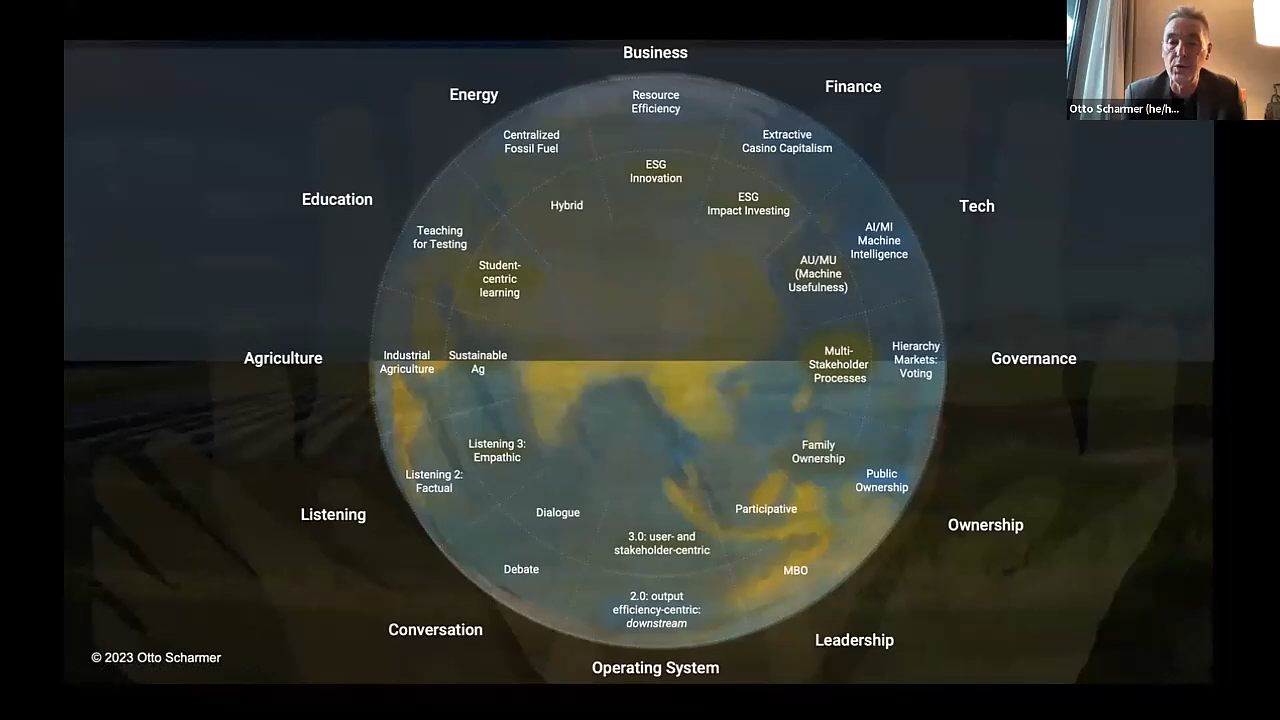 Business
Energy
Finance
Resource
Efficiency
Centralized
Fossil Fuel
Extractive
Casino Capitalism
ESG
Innovation
Hybrid
ESG
Impact Investing
Education
Tech
Teaching
for Testing
AI/MI
Machine
Intelligence
Student-
centric
learning
AU/MU
(Machine
Usefulness)
Agriculture
Industrial
Agriculture
Sustainable
Ag
Multi-
Stakeholder
Processes
Hierarchy
Markets:
Voting
Governance
Listening 3:
Empathic
Family
Ownership
Listening 2:
Factual
Public
Ownership
Listening
Dialogue
Participative
Ownership
3.0: user- and
stakeholder-centric
Debate
MBO
2.0: output
efficiency-centric:
downstream
Conversation
Leadership
Operating System
© 2023 Otto Scharmer
Otto Scharmer (he/h...